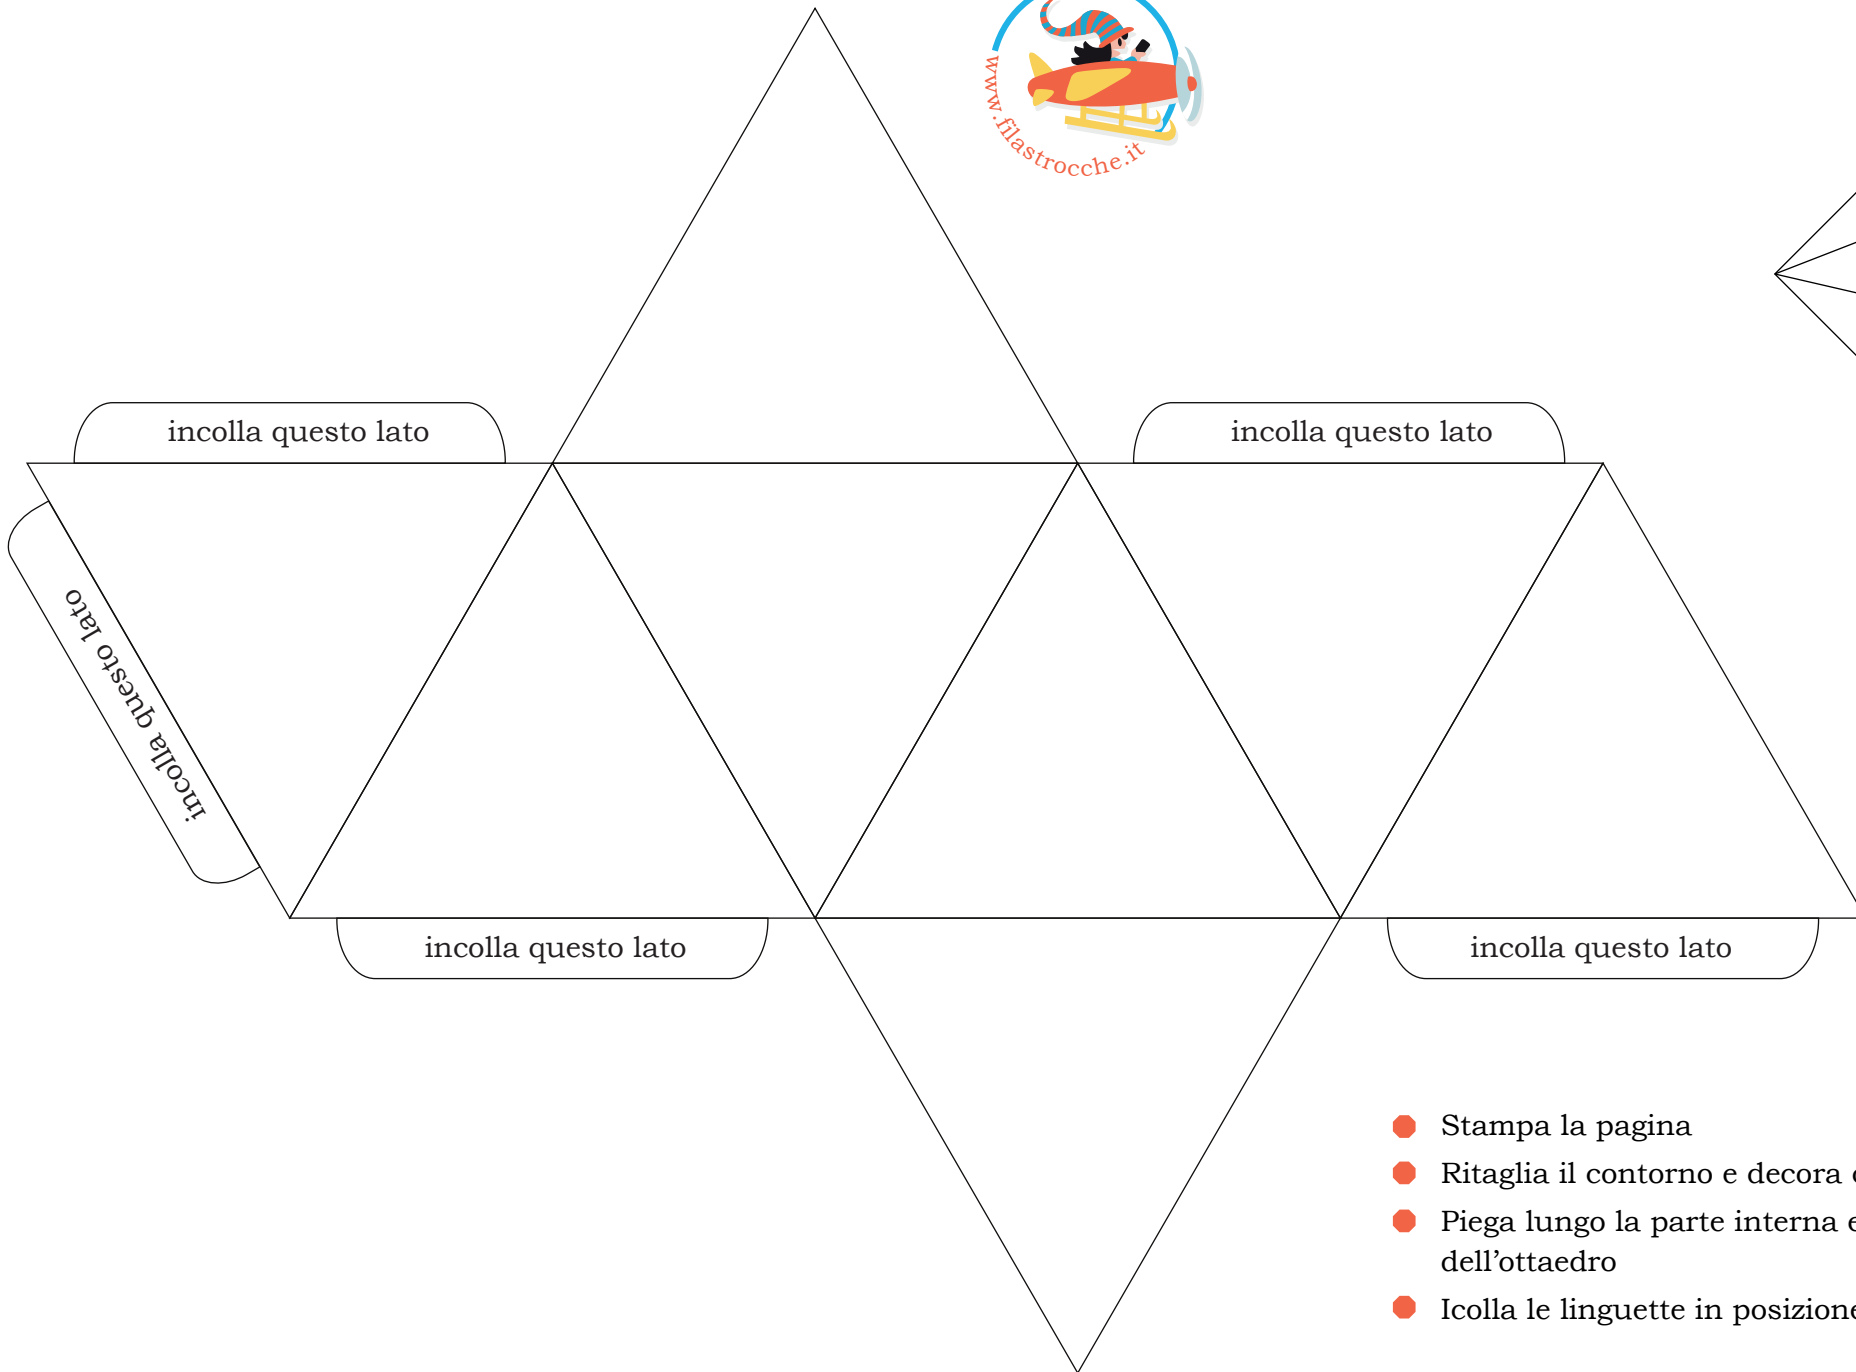 www.filastrocche.it
incolla questo lato
incolla questo lato
incolla questo lato
incolla questo lato
incolla questo lato
Stampa la pagina
Ritaglia il contorno e decora
Piega lungo la parte interna e
dell’ottaedro
Icolla le linguette in posizione